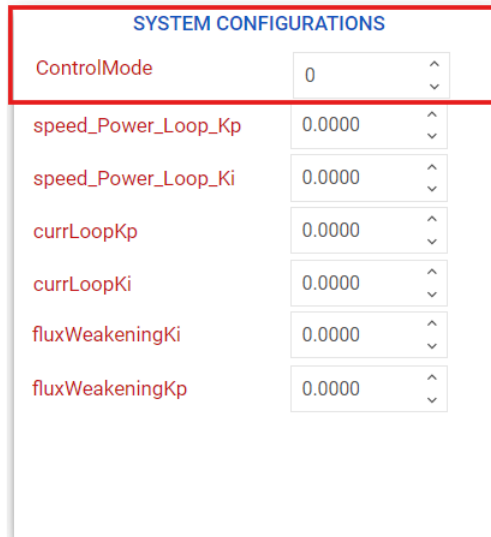 SYSTEM CONFIGURATIONS
ControlMode 0
speed_Power_Loop_Kp 0.0000
speed_Power_Loop_Ki 0.0000
currLoopKp 0.0000
currLoopKi 0.0000
fluxWeakeningKi 0.0000
fluxWeakeningKp 0.0000